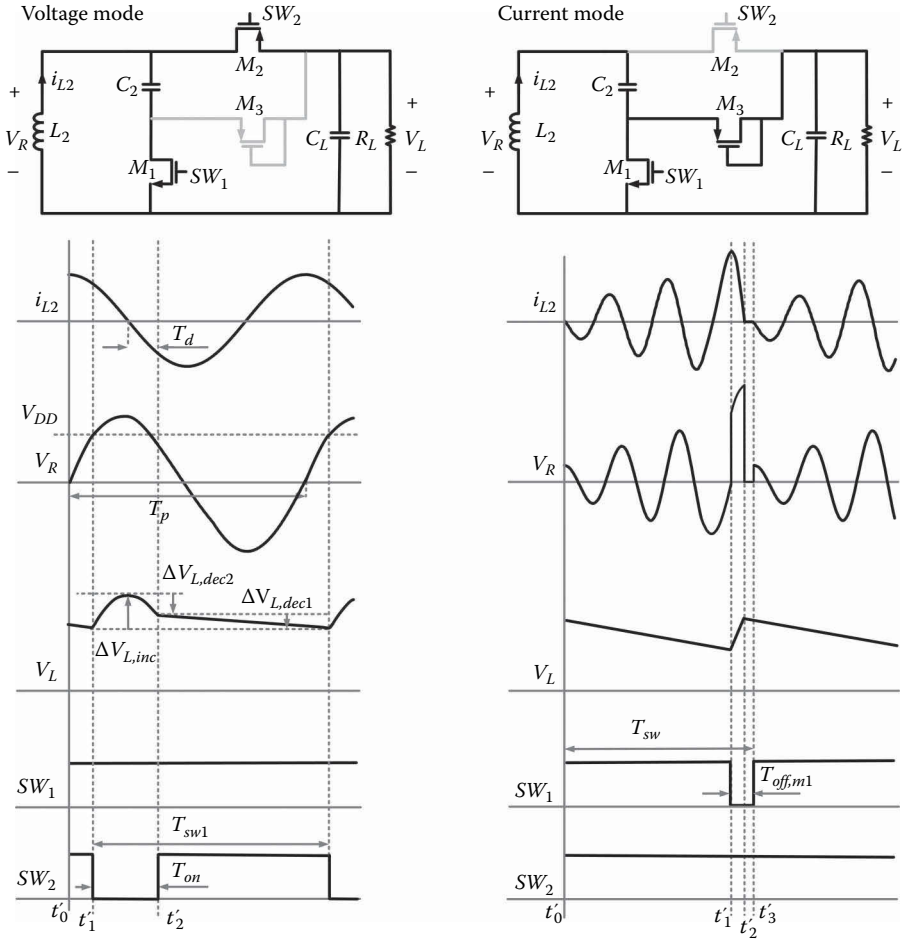 Voltage mode
SW2
M2
+
iL2
C2
M3
VR
L2
CL
RL
VL
+
−
M1
SW1
−
iL2
Td
VDD
VR
Tp
ΔVL,dec2
ΔVL,dec1
ΔVL,inc
VL
SW1
Tsw1
SW2
Ton
t′0
t′1
t′2
Current mode
SW2
M2
+
iL2
C2
M3
VR
L2
CL
RL
VL
+
−
M1
SW1
−
iL2
VR
VL
Tsw
SW1
Toff,m1
SW2
t′0
t′1
t′2
t′3